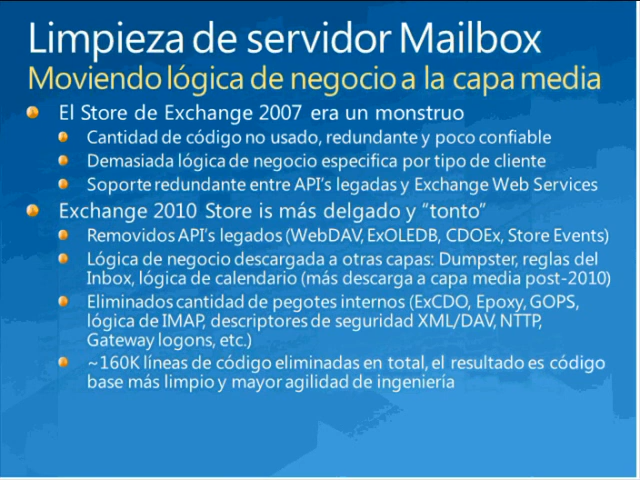 Limpieza de servidor Mailbox
Moviendo lógica de negocio a la capa media
El Store de Exchange 2007 era un monstruo
Cantidad de código no usado, redundante y poco confiable
Demasiada lógica de negocio especifica por tipo de cliente
Soporte redundante entre API's legadas y Exchange Web Services
Exchange 2010 Store is más delgado y "tonto"
Removidos API's legados (WebDAV, ExOLEDB, CDOEx, Store Events)
Lógica de negocio descargada a otras capas: Dumpster, reglas del
Inbox, lógica de calendario (más descarga a capa media post-2010)
Eliminados cantidad de pegotes internos (ExCDO, Epoxy, GOPS,
lógica de IMAP, descriptores de seguridad XML/DAV, NTTP,
Gateway logons, etc.)
~160K líneas de código eliminadas en total, el resultado es código
base más limpio y mayor agilidad de ingeniería